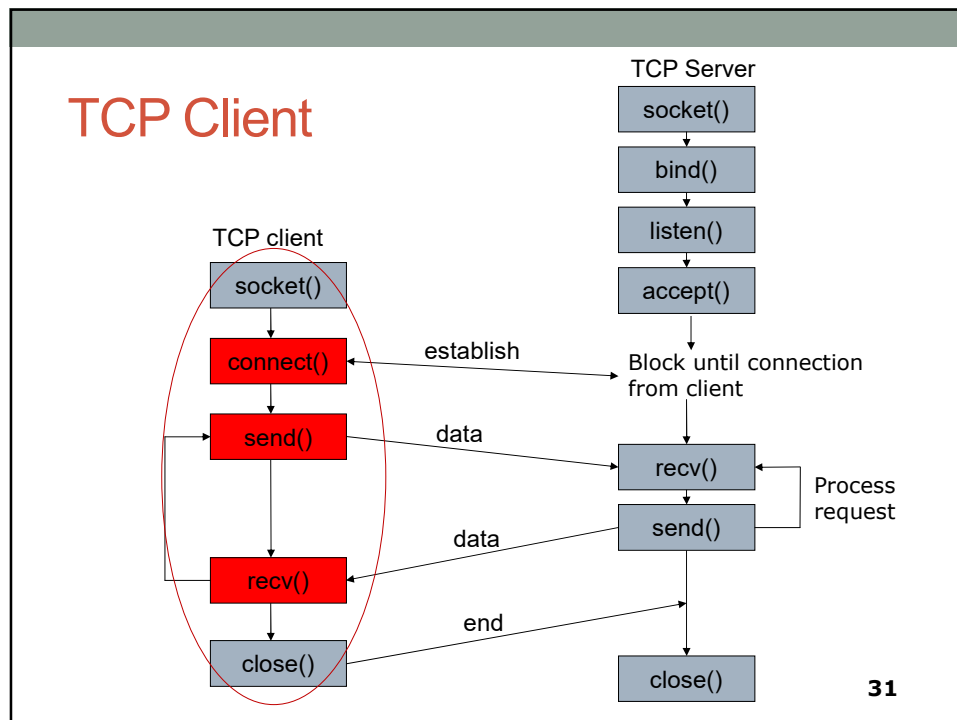 TCP Client
TCP Server
socket()
bind()
listen()
accept()
Block until connection
from client
recv()
send()
Process
request
close()
TCP client
socket()
connect()
send()
recv()
close()
establish
data
data
end
31